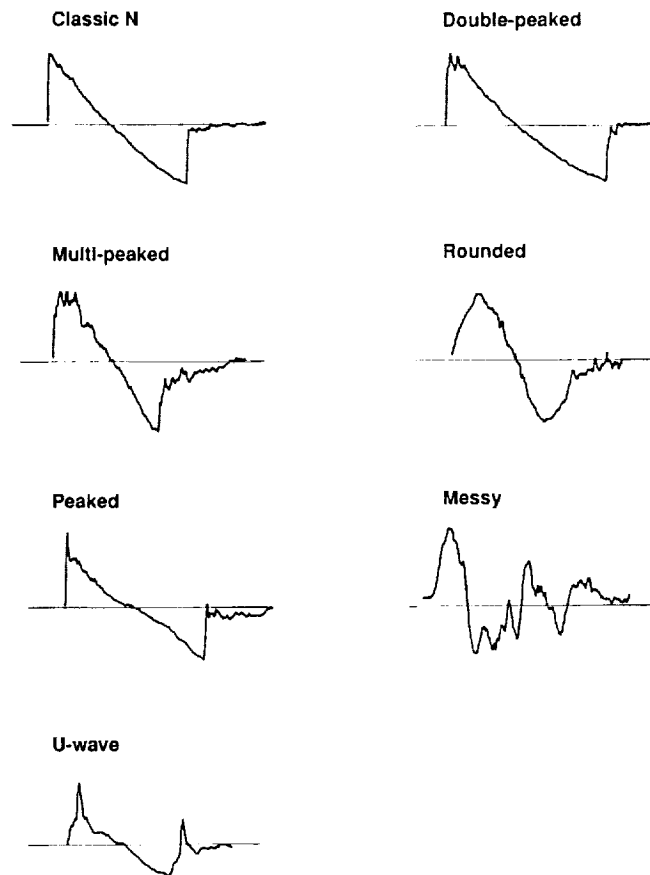 Classic N
Double-peaked
Multi-peaked
Rounded
Peaked
Messy
U-wave